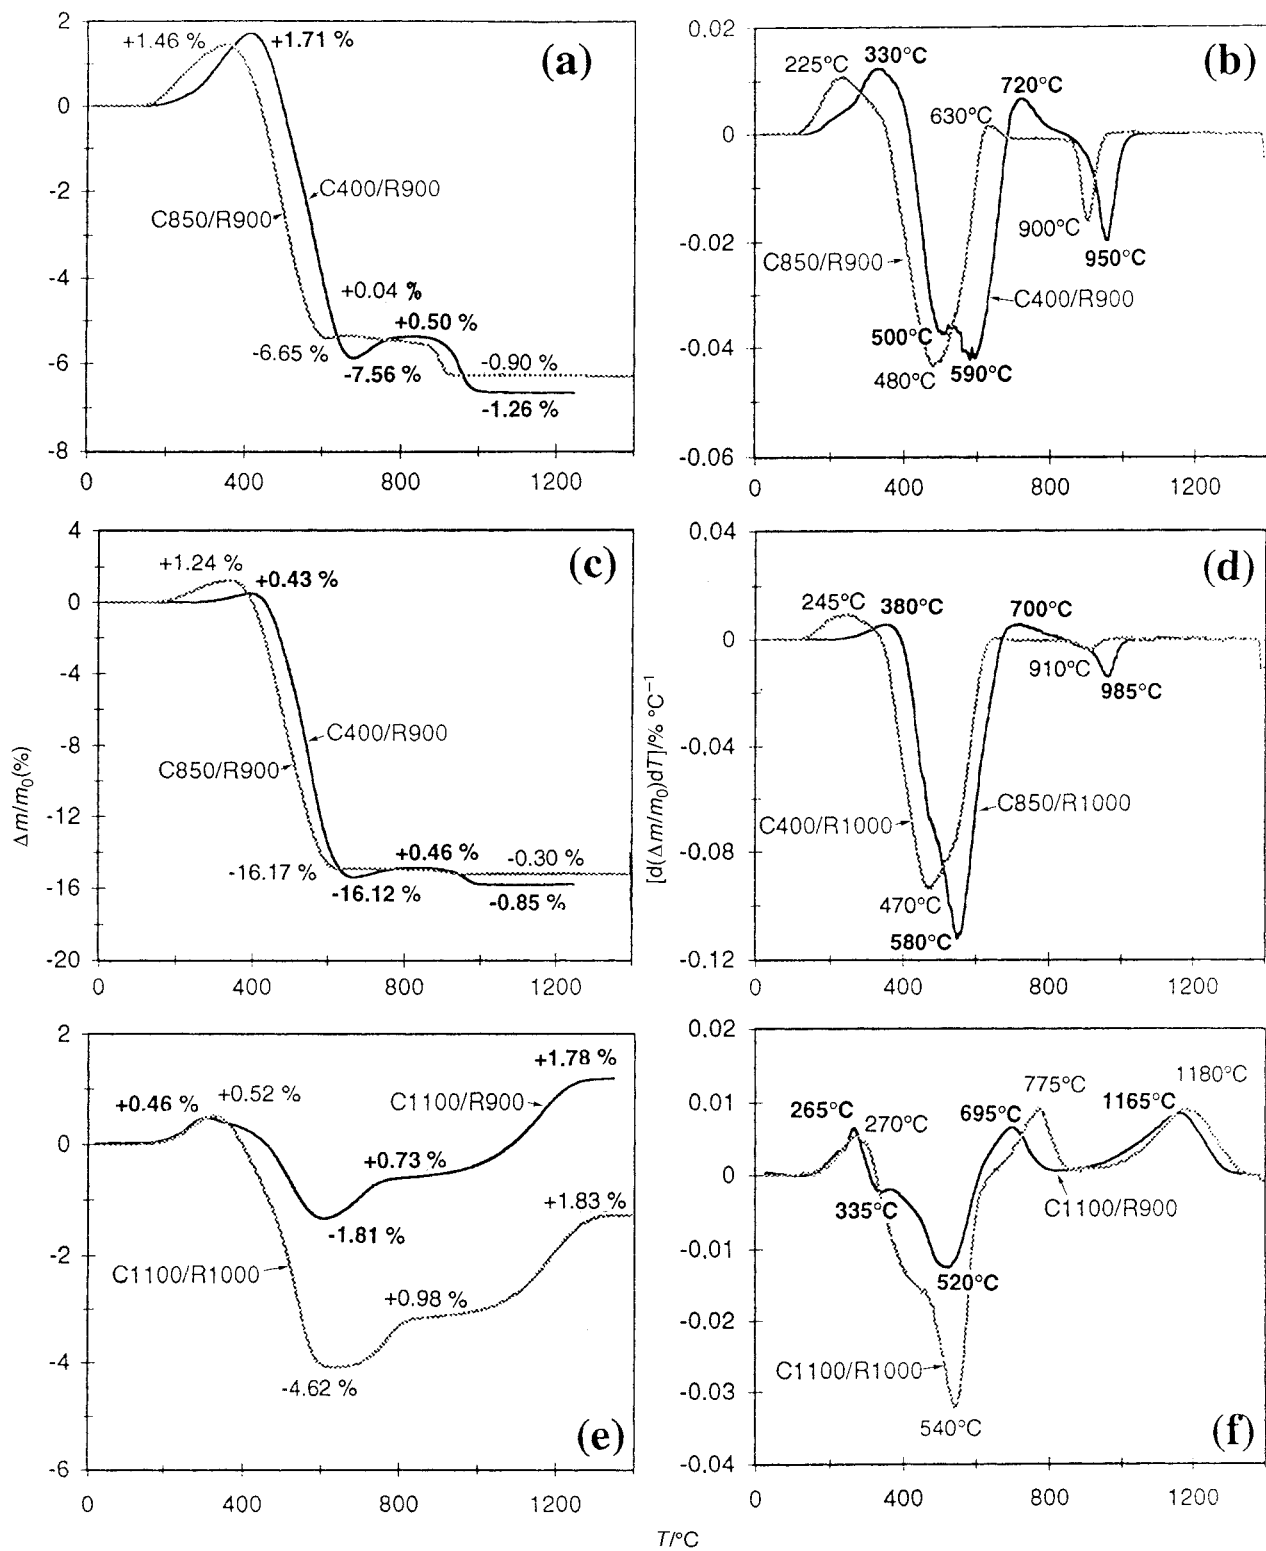 2
+1.46 %
+1.71 %
(a)
0
-2
C400/R900
C850/R900
-4
+0.04 %
+0.50 %
-6.65 %
-6
-0.90 %
-7.56 %
-1.26 %
-8
0
400
800
1200
0.02
330°C
(b)
225°C
720°C
630°C
0
900°C
-0.02
950°C
C850/R900
C400/R900
500°C
-0.04
480°C
590°C
-0.06
0
400
800
1200
4
+1.24 %
(c)
+0.43 %
0
-4
C400/R900
-8
C850/R900
Δm/m0(%)
-12
+0.46 %
-0.30 %
-16.17 %
-16
-16.12 %
-0.85 %
-20
0
400
800
1200
0.04
(d)
245°C
380°C
700°C
0
910°C
985°C
[d(Δm/m0)dT]/% °C−1
-0.04
C850/R1000
C400/R1000
-0.08
470°C
580°C
-0.12
0
400
800
1200
2
+1.78 %
+0.52 %
C1100/R900
+0.46 %
0
+0.73 %
+1.83 %
-1.81 %
-2
C1100/R1000
+0.98 %
-4
-4.62 %
(e)
-6
0
400
800
1200
0.02
775°C
1180°C
265°C
695°C
1165°C
0.01
270°C
0
335°C
C1100/R900
-0.01
520°C
-0.02
C1100/R1000
-0.03
540°C
(f)
-0.04
0
400
800
1200
T/°C